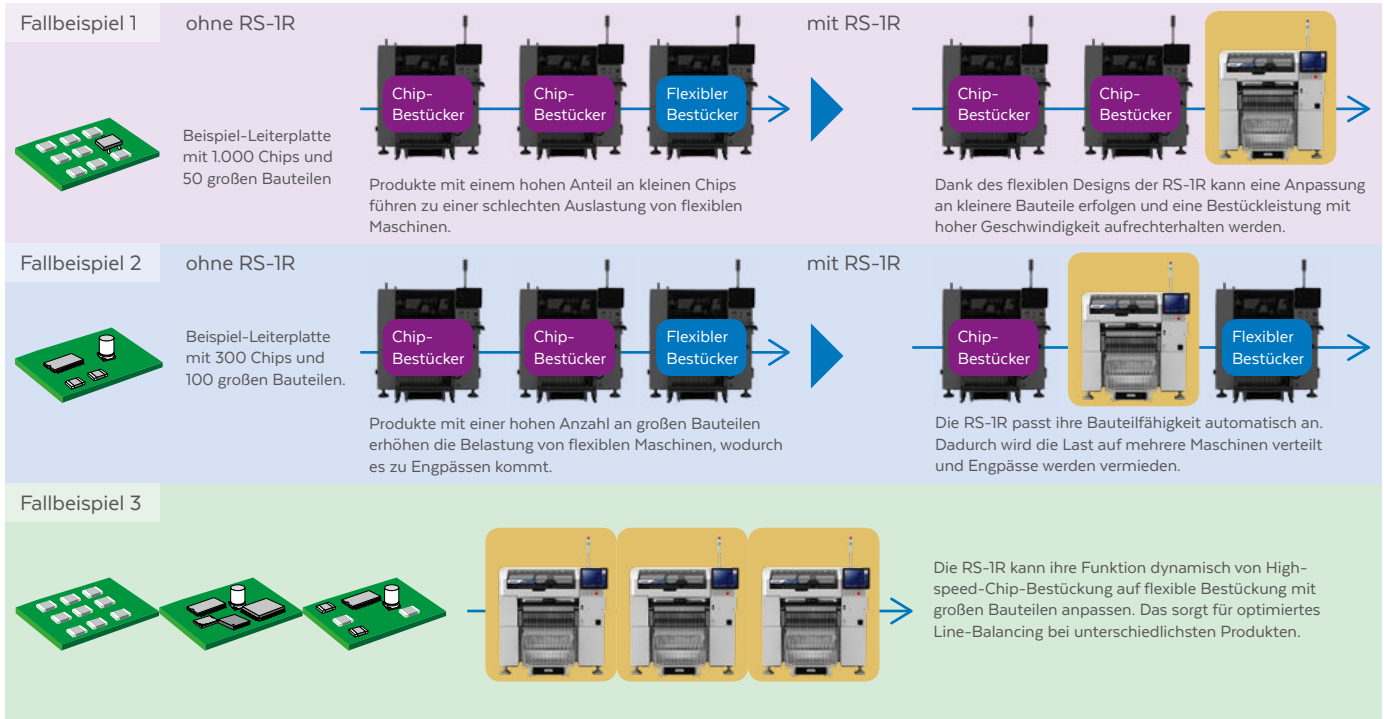 Fallbeispiel 1
ohne RS-1R
mit RS-1R
Chip-
Bestücker
Chip-
Bestücker
Flexibler
Bestücker
Chip-
Bestücker
Chip-
Bestücker
Beispiel-Leiterplatte
mit 1.000 Chips und
50 großen Bauteilen
Produkte mit einem hohen Anteil an kleinen Chips
führen zu einer schlechten Auslastung von flexiblen
Maschinen.
Dank des flexiblen Designs der RS-1R kann eine Anpassung
an kleinere Bauteile erfolgen und eine Bestückleistung mit
hoher Geschwindigkeit aufrechterhalten werden.
Fallbeispiel 2
ohne RS-1R
mit RS-1R
Beispiel-Leiterplatte
mit 300 Chips und
100 großen Bauteilen.
Chip-
Bestücker
Chip-
Bestücker
Flexibler
Bestücker
Chip-
Bestücker
Flexibler
Bestücker
Produkte mit einer hohen Anzahl an großen Bauteilen
erhöhen die Belastung von flexiblen Maschinen, wodurch
es zu Engpässen kommt.
Die RS-1R passt ihre Bauteilfähigkeit automatisch an.
Dadurch wird die Last auf mehrere Maschinen verteilt
und Engpässe werden vermieden.
Fallbeispiel 3
Die RS-1R kann ihre Funktion dynamisch von High-
speed-Chip-Bestückung auf flexible Bestückung mit
großen Bauteilen anpassen. Das sorgt für optimiertes
Line-Balancing bei unterschiedlichsten Produkten.